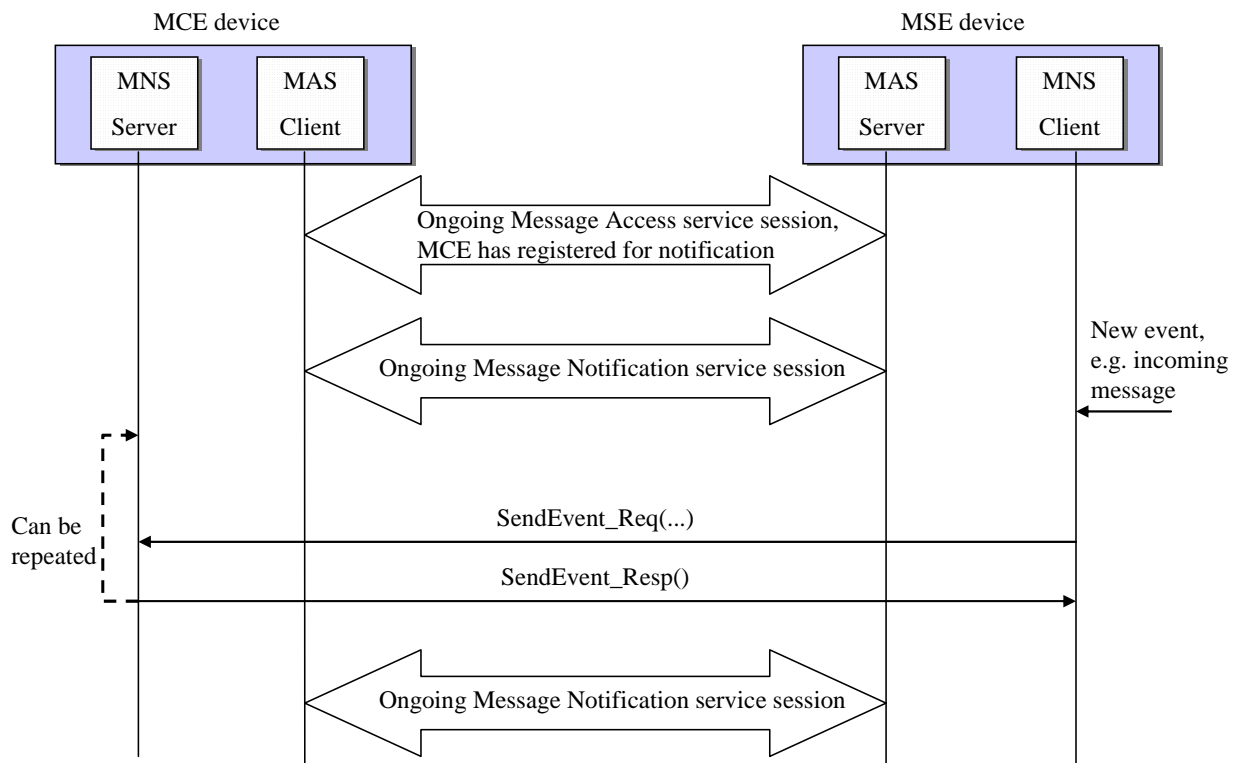 MCE device
MSE device
MNS
Server
MAS
Client
MAS
Server
MNS
Client
Ongoing Message Access service session,
MCE has registered for notification
Ongoing Message Notification service session
New event,
e.g. incoming
message
Can be
repeated
SendEvent_Req(...)
SendEvent_Resp()
Ongoing Message Notification service session